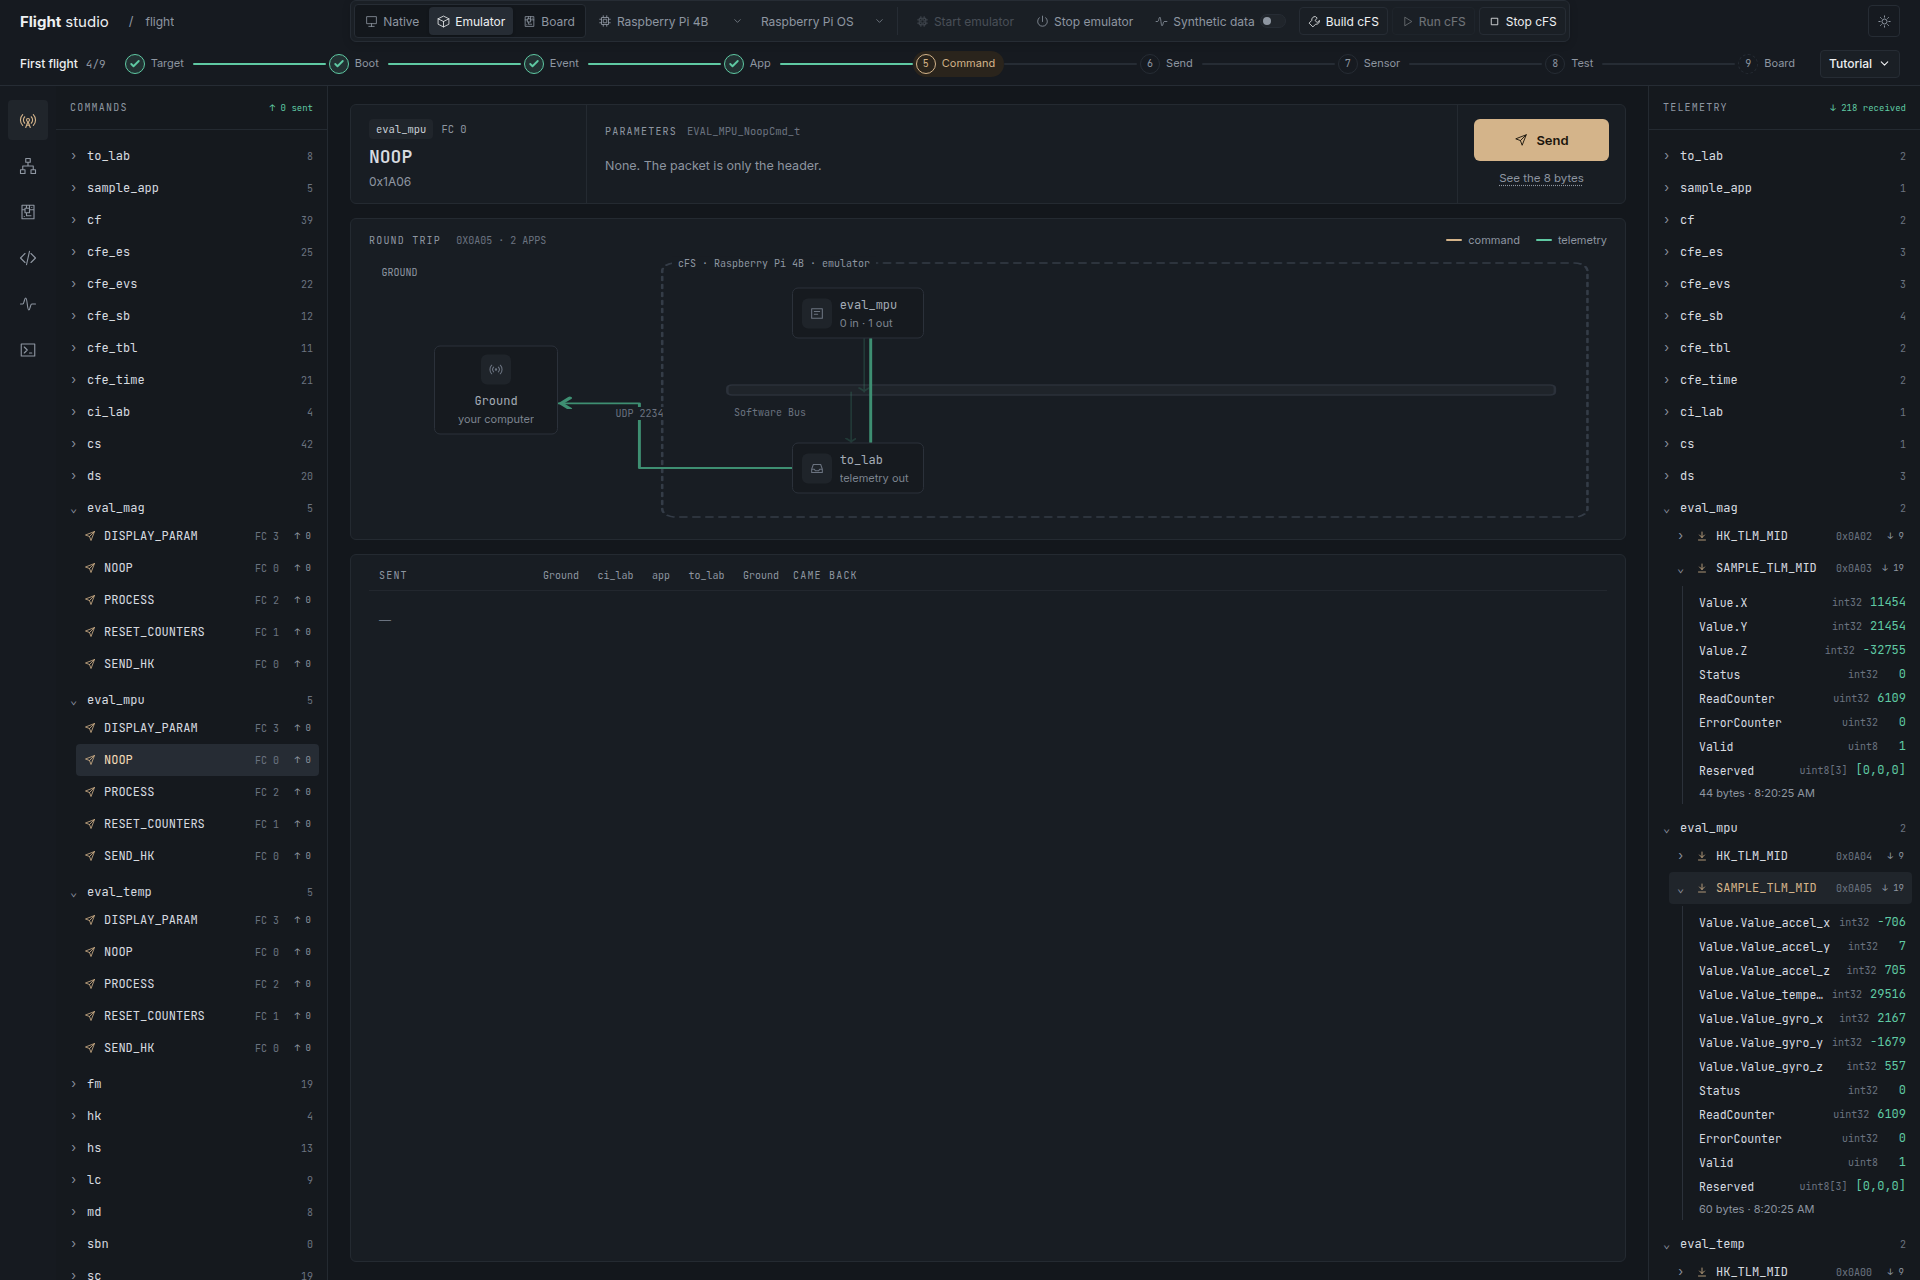 Flight studio / flight
Native Emulator Board Raspberry Pi 4B Raspberry Pi OS Start emulator Stop emulator Synthetic data Build cFS Run cFS Stop cFS
First flight 4/9 Target Boot Event App 5 Command 6 Send 7 Sensor 8 Test 9 Board Tutorial
COMMANDS ↑ 0 sent
to_lab 8
sample_app 5
cf 39
cfe_es 25
cfe_evs 22
cfe_sb 12
cfe_tbl 11
cfe_time 21
ci_lab 4
cs 42
ds 20
eval_mag 5
DISPLAY_PARAM FC 3 ↑ 0
NOOP FC 0 ↑ 0
PROCESS FC 2 ↑ 0
RESET_COUNTERS FC 1 ↑ 0
SEND_HK FC 0 ↑ 0
eval_mpu 5
DISPLAY_PARAM FC 3 ↑ 0
NOOP FC 0 ↑ 0
PROCESS FC 2 ↑ 0
RESET_COUNTERS FC 1 ↑ 0
SEND_HK FC 0 ↑ 0
eval_temp 5
DISPLAY_PARAM FC 3 ↑ 0
NOOP FC 0 ↑ 0
PROCESS FC 2 ↑ 0
RESET_COUNTERS FC 1 ↑ 0
SEND_HK FC 0 ↑ 0
fm 19
hk 4
hs 13
lc 9
md 8
sbn 0
sc 19
eval_mpu FC 0
NOOP
0x1A06
PARAMETERS EVAL_MPU_NoopCmd_t
None. The packet is only the header.
Send
See the 8 bytes
ROUND TRIP 0X0A05 · 2 APPS
command telemetry
GROUND
cFS · Raspberry Pi 4B · emulator
eval_mpu
0 in · 1 out
Ground
your computer
UDP 2234
Software Bus
to_lab
telemetry out
SENT Ground ci_lab app to_lab Ground CAME BACK
—
TELEMETRY ↓ 218 received
to_lab 2
sample_app 1
cf 2
cfe_es 3
cfe_evs 3
cfe_sb 4
cfe_tbl 2
cfe_time 2
ci_lab 1
cs 1
ds 3
eval_mag 2
HK_TLM_MID 0x0A02 ↓ 9
SAMPLE_TLM_MID 0x0A03 ↓ 19
Value.X int32 11454
Value.Y int32 21454
Value.Z int32 -32755
Status int32 0
ReadCounter uint32 6109
ErrorCounter uint32 0
Valid uint8 1
Reserved uint8[3] [0,0,0]
44 bytes · 8:20:25 AM
eval_mpu 2
HK_TLM_MID 0x0A04 ↓ 9
SAMPLE_TLM_MID 0x0A05 ↓ 19
Value.Value_accel_x int32 -706
Value.Value_accel_y int32 7
Value.Value_accel_z int32 705
Value.Value_tempe… int32 29516
Value.Value_gyro_x int32 2167
Value.Value_gyro_y int32 -1679
Value.Value_gyro_z int32 557
Status int32 0
ReadCounter uint32 6109
ErrorCounter uint32 0
Valid uint8 1
Reserved uint8[3] [0,0,0]
60 bytes · 8:20:25 AM
eval_temp 2
HK_TLM_MID 0x0A00 ↓ 9